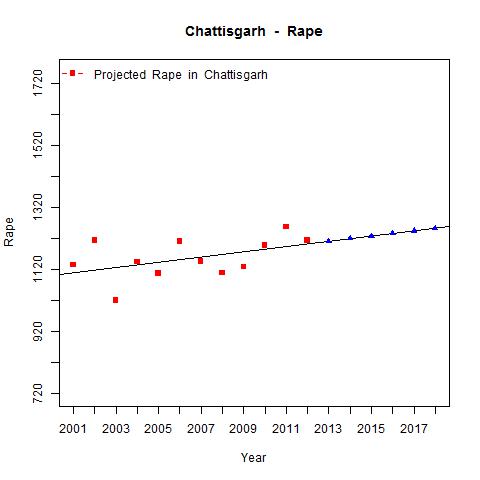 Chattisgarh - Rape
Projected Rape in Chattisgarh
Rape
1720
1520
1320
1120
920
720
2001 2003 2005 2007 2009 2011 2013 2015 2017
Year